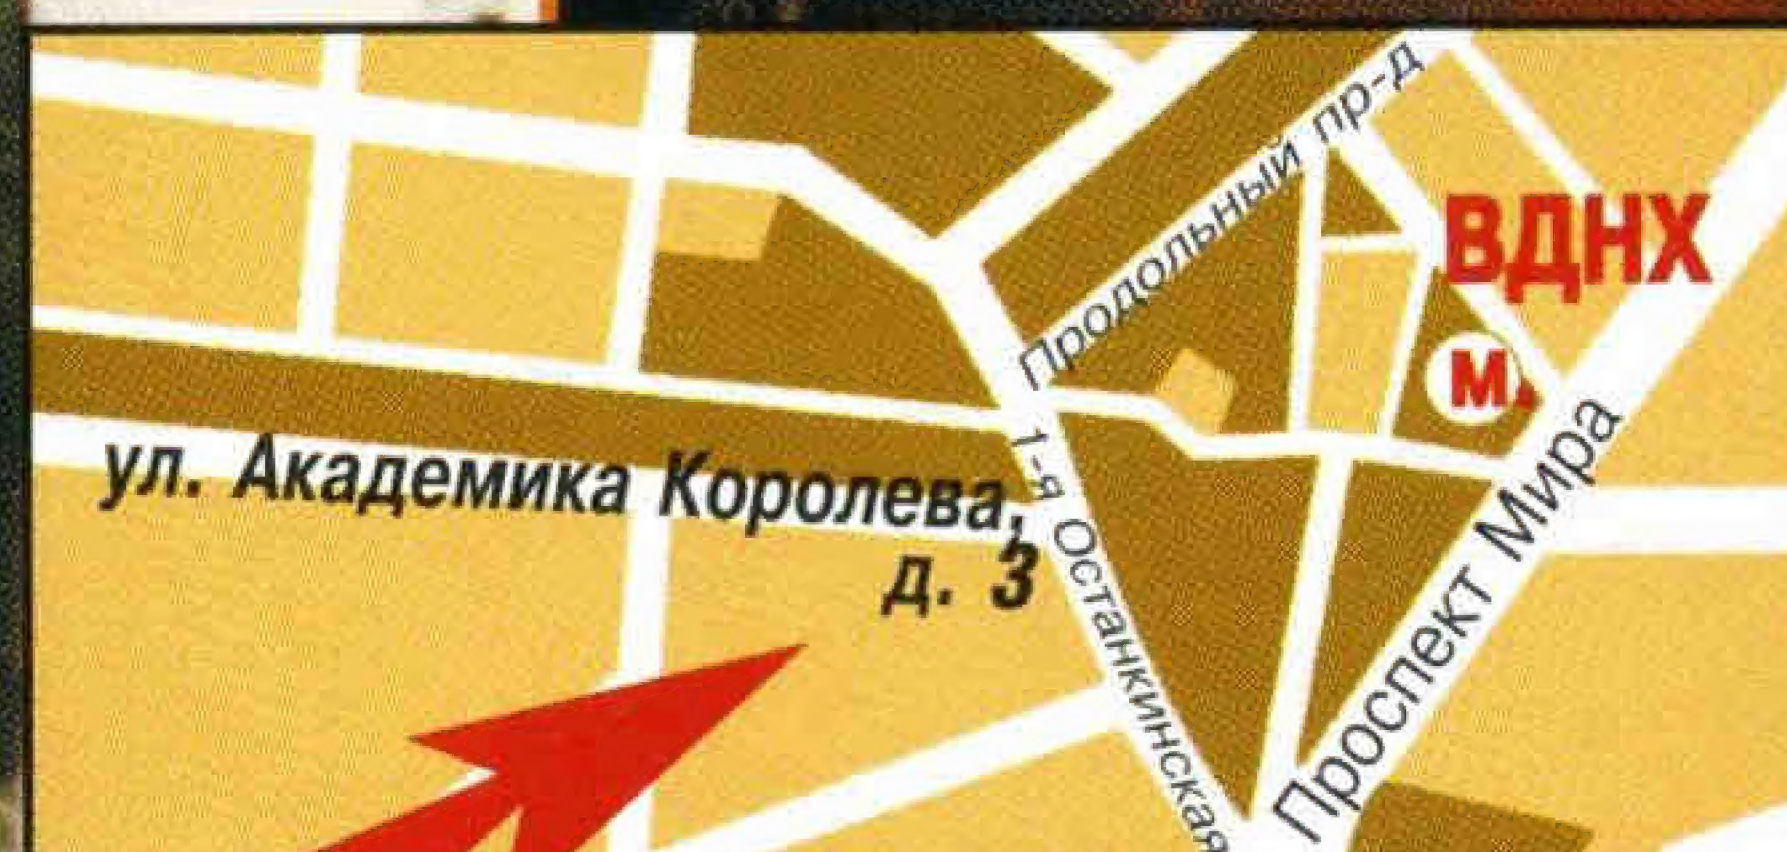 Продольный пр-д
ВДНХ
М
ул. Академика Королева,
д. 3
1-я Останкинская
Проспект Мира